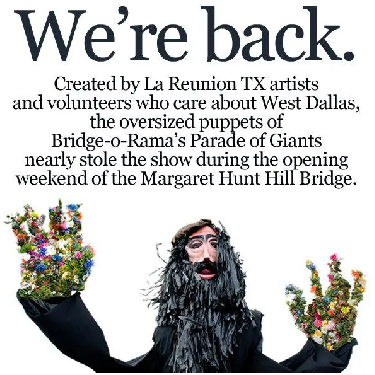 We're back.
Created by La Reunion TX artists
and volunteers who care about West Dallas,
the oversized puppets of
Bridge-o-Rama's Parade of Giants
nearly stole the show during the opening
weekend of the Margaret Hunt Hill Bridge.